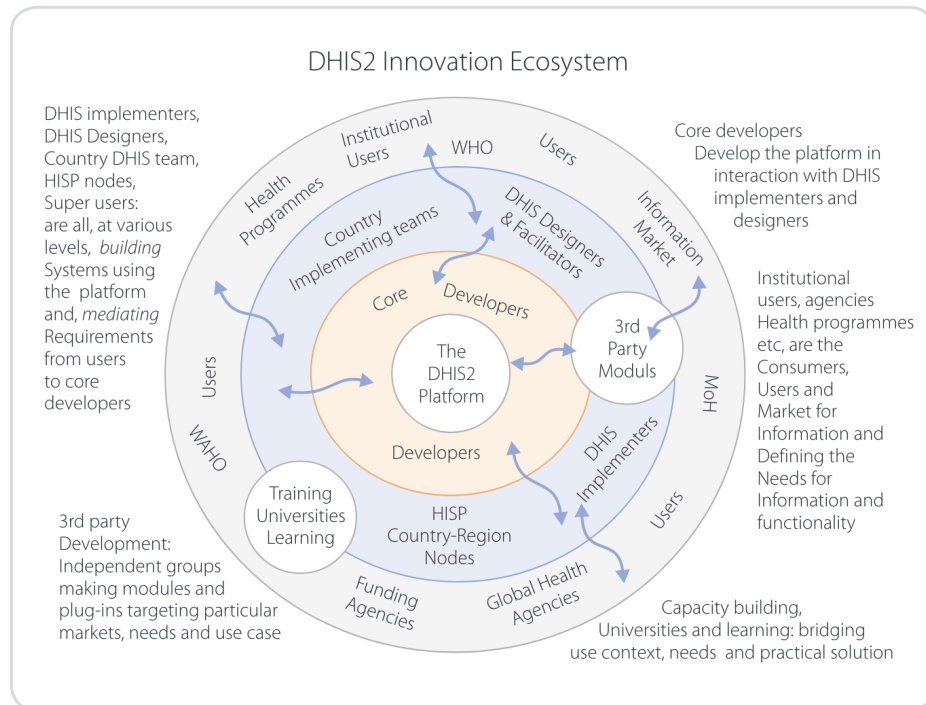 DHIS2 Innovation Ecosystem
DHIS implementers,
DHIS Designers,
Country DHIS team,
HISP nodes,
Super users:
are all, at various
levels, building
Systems using
the platform
and, mediating
Requirements
from users
to core
developers
3rd party
Development:
Independent groups
making modules and
plug-ins targeting particular
markets, needs and use case
Health
Programmes
Institutional
Users
WHO
Users
Information
Market
MoH
Users
Global Health
Agencies
Funding
Agencies
WAHO
Users
Country
Implementing teams
DHIS Designers
& Facilitators
3rd
Party
Moduls
DHIS
Implementers
HISP
Country-Region
Nodes
Training
Universities
Learning
Core
Developers
The
DHIS2
Platform
Developers
Core developers
Develop the platform in
interaction with DHIS
implementers and
designers
Institutional
users, agencies
Health programmes
etc, are the
Consumers,
Users and
Market for
Information and
Defining the
Needs for
Information and
functionality
Capacity building,
Universities and learning: bridging
use context, needs and practical solution